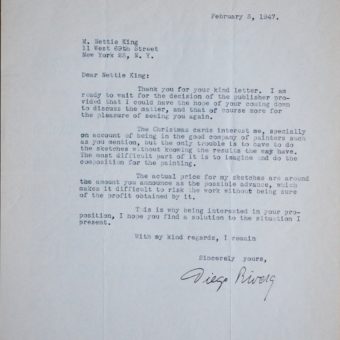 February 5, 1947.
M. Nettie King
11 West 69th Street
New York 23, N. Y.
Dear Nettie King:
Thank you for your kind letter. I am
ready to wait for the decision of the publisher pro-
vided that I could have the hope of your coming down
to discuss the matter, and that of course more for
the pleasure of seeing you again.
The Christmas cards interest me, specially
on account of being in the good company of painters such
as you mention, but the only trouble is to have to do
the sketches without knowing the results they may have.
The most difficult part of it is to imagine and do the
composition for the painting.
The actual price for my sketches are around
the amount you announce as the possible advance, which
makes it difficult to risk the work without being sure
of the profit obtained by it.
This is why being interested in your pro-
position, I hope you find a solution to the situation I
present.
With my kind regards, I remain
Sincerely yours,
Diego Rivera